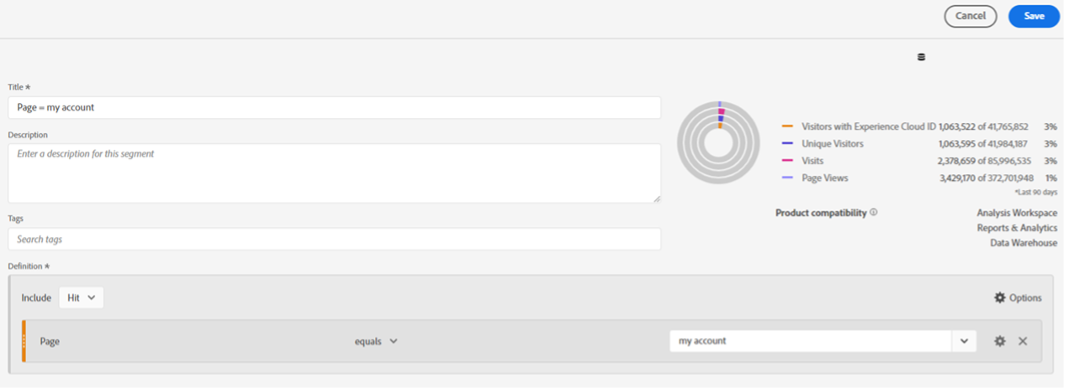 Cancel Save
Title *
Page = my account
Description
Enter a description for this segment
Tags
Search tags
Definition *
Visitors with Experience Cloud ID 1,063,522 of 41,765,852 3%
Unique Visitors 1,063,595 of 41,984,187 3%
Visits 2,378,659 of 85,996,535 3%
Page Views 3,429,170 of 372,701,948 1%
*Last 90 days
Product compatibility Analysis Workspace
Reports & Analytics
Data Warehouse
Include Hit Options
Page equals my account